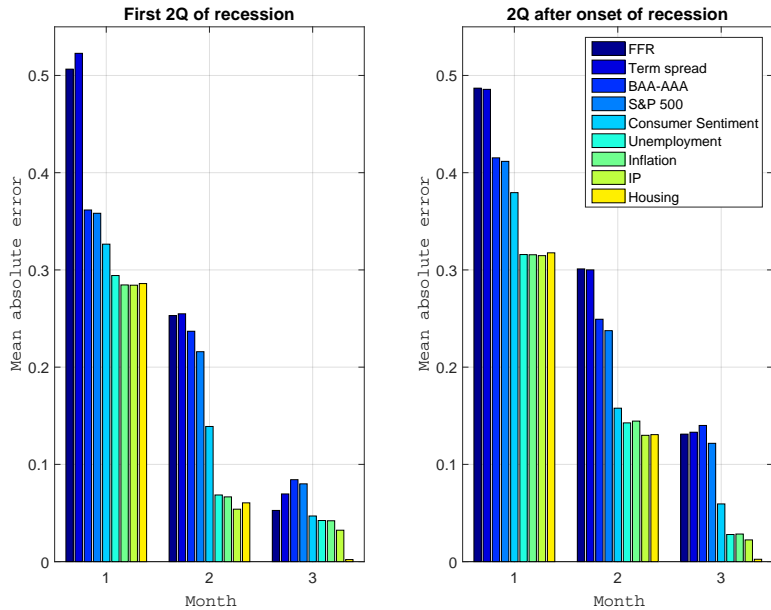 First 2Q of recession
0.5
0.4
0.3
0.2
0.1
0
Mean absolute error
1
2
3
Month
2Q after onset of recession
FFR
Term spread
BAA-AAA
S&P 500
Consumer Sentiment
Unemployment
Inflation
IP
Housing
0.5
0.4
0.3
0.2
0.1
0
Mean absolute error
1
2
3
Month